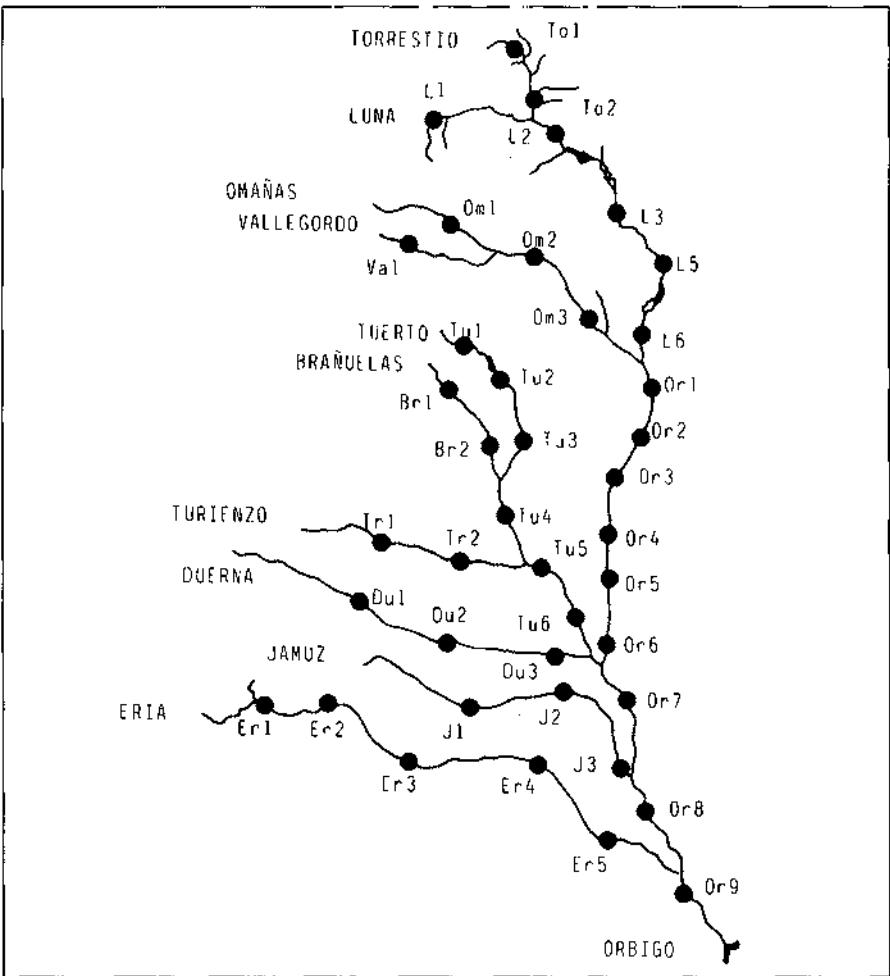 TORRESTIO
To1
L1
To2
LUNA
L2
OMAÑAS
Om1
L3
VALLEGORDO
Om2
Val
L5
Om3
TUERTO
Tu1
L6
BRAÑUELAS
Tu2
Or1
Br1
Br2
Tu3
Or2
Or3
TURIENZO
Tr1
Tr2
Tu4
Tu5
Or4
DUERNA
Or5
Du1
Du2
Tu6
Or6
JAMUZ
Du3
ERIA
Er1
Er2
J1
J2
Or7
Er3
Er4
J3
Or8
Er5
Or9
ORBIGO